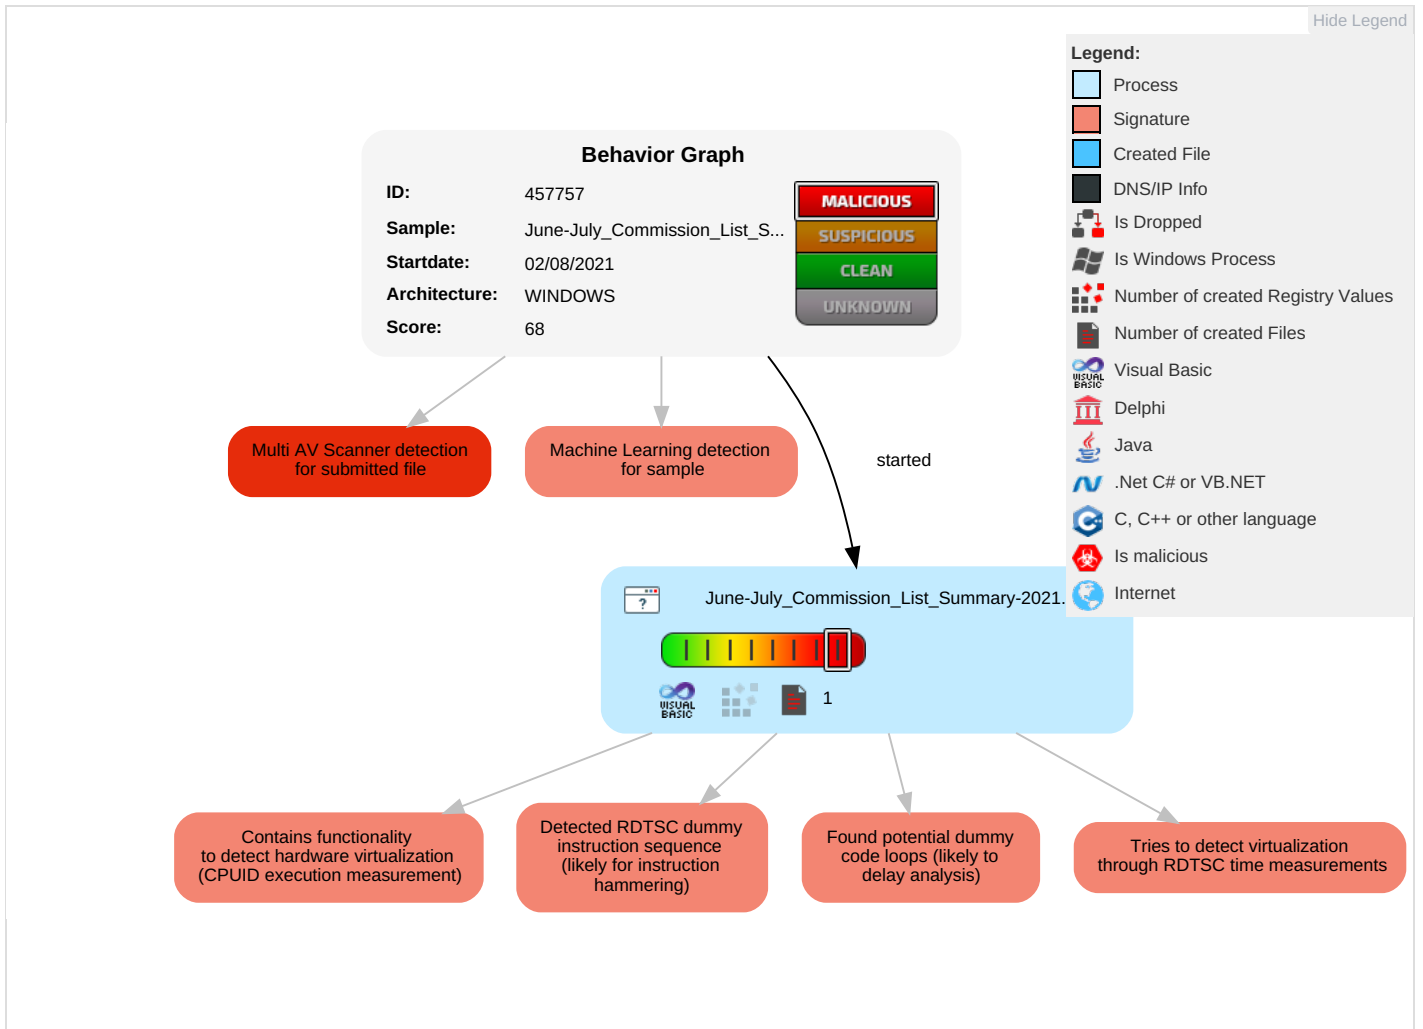 Hide Legend
Legend:
Process
Signature
Created File
DNS/IP Info
Is Dropped
Is Windows Process
Number of created Registry Values
Number of created Files
VISUAL
BASIC
Visual Basic
Delphi
Java
.Net C# or VB.NET
C, C++ or other language
Is malicious
Internet
Behavior Graph
ID: 457757
Sample: June-July_Commission_List_S...
Startdate: 02/08/2021
Architecture: WINDOWS
Score: 68
MALICIOUS
SUSPICIOUS
CLEAN
UNKNOWN
Multi AV Scanner detection
for submitted file
Machine Learning detection
for sample
started
?
June-July_Commission_List_Summary-2021.
VISUAL
BASIC
1
Contains functionality
to detect hardware virtualization
(CPUID execution measurement)
Detected RDTSC dummy
instruction sequence
(likely for instruction
hammering)
Found potential dummy
code loops (likely to
delay analysis)
Tries to detect virtualization
through RDTSC time measurements